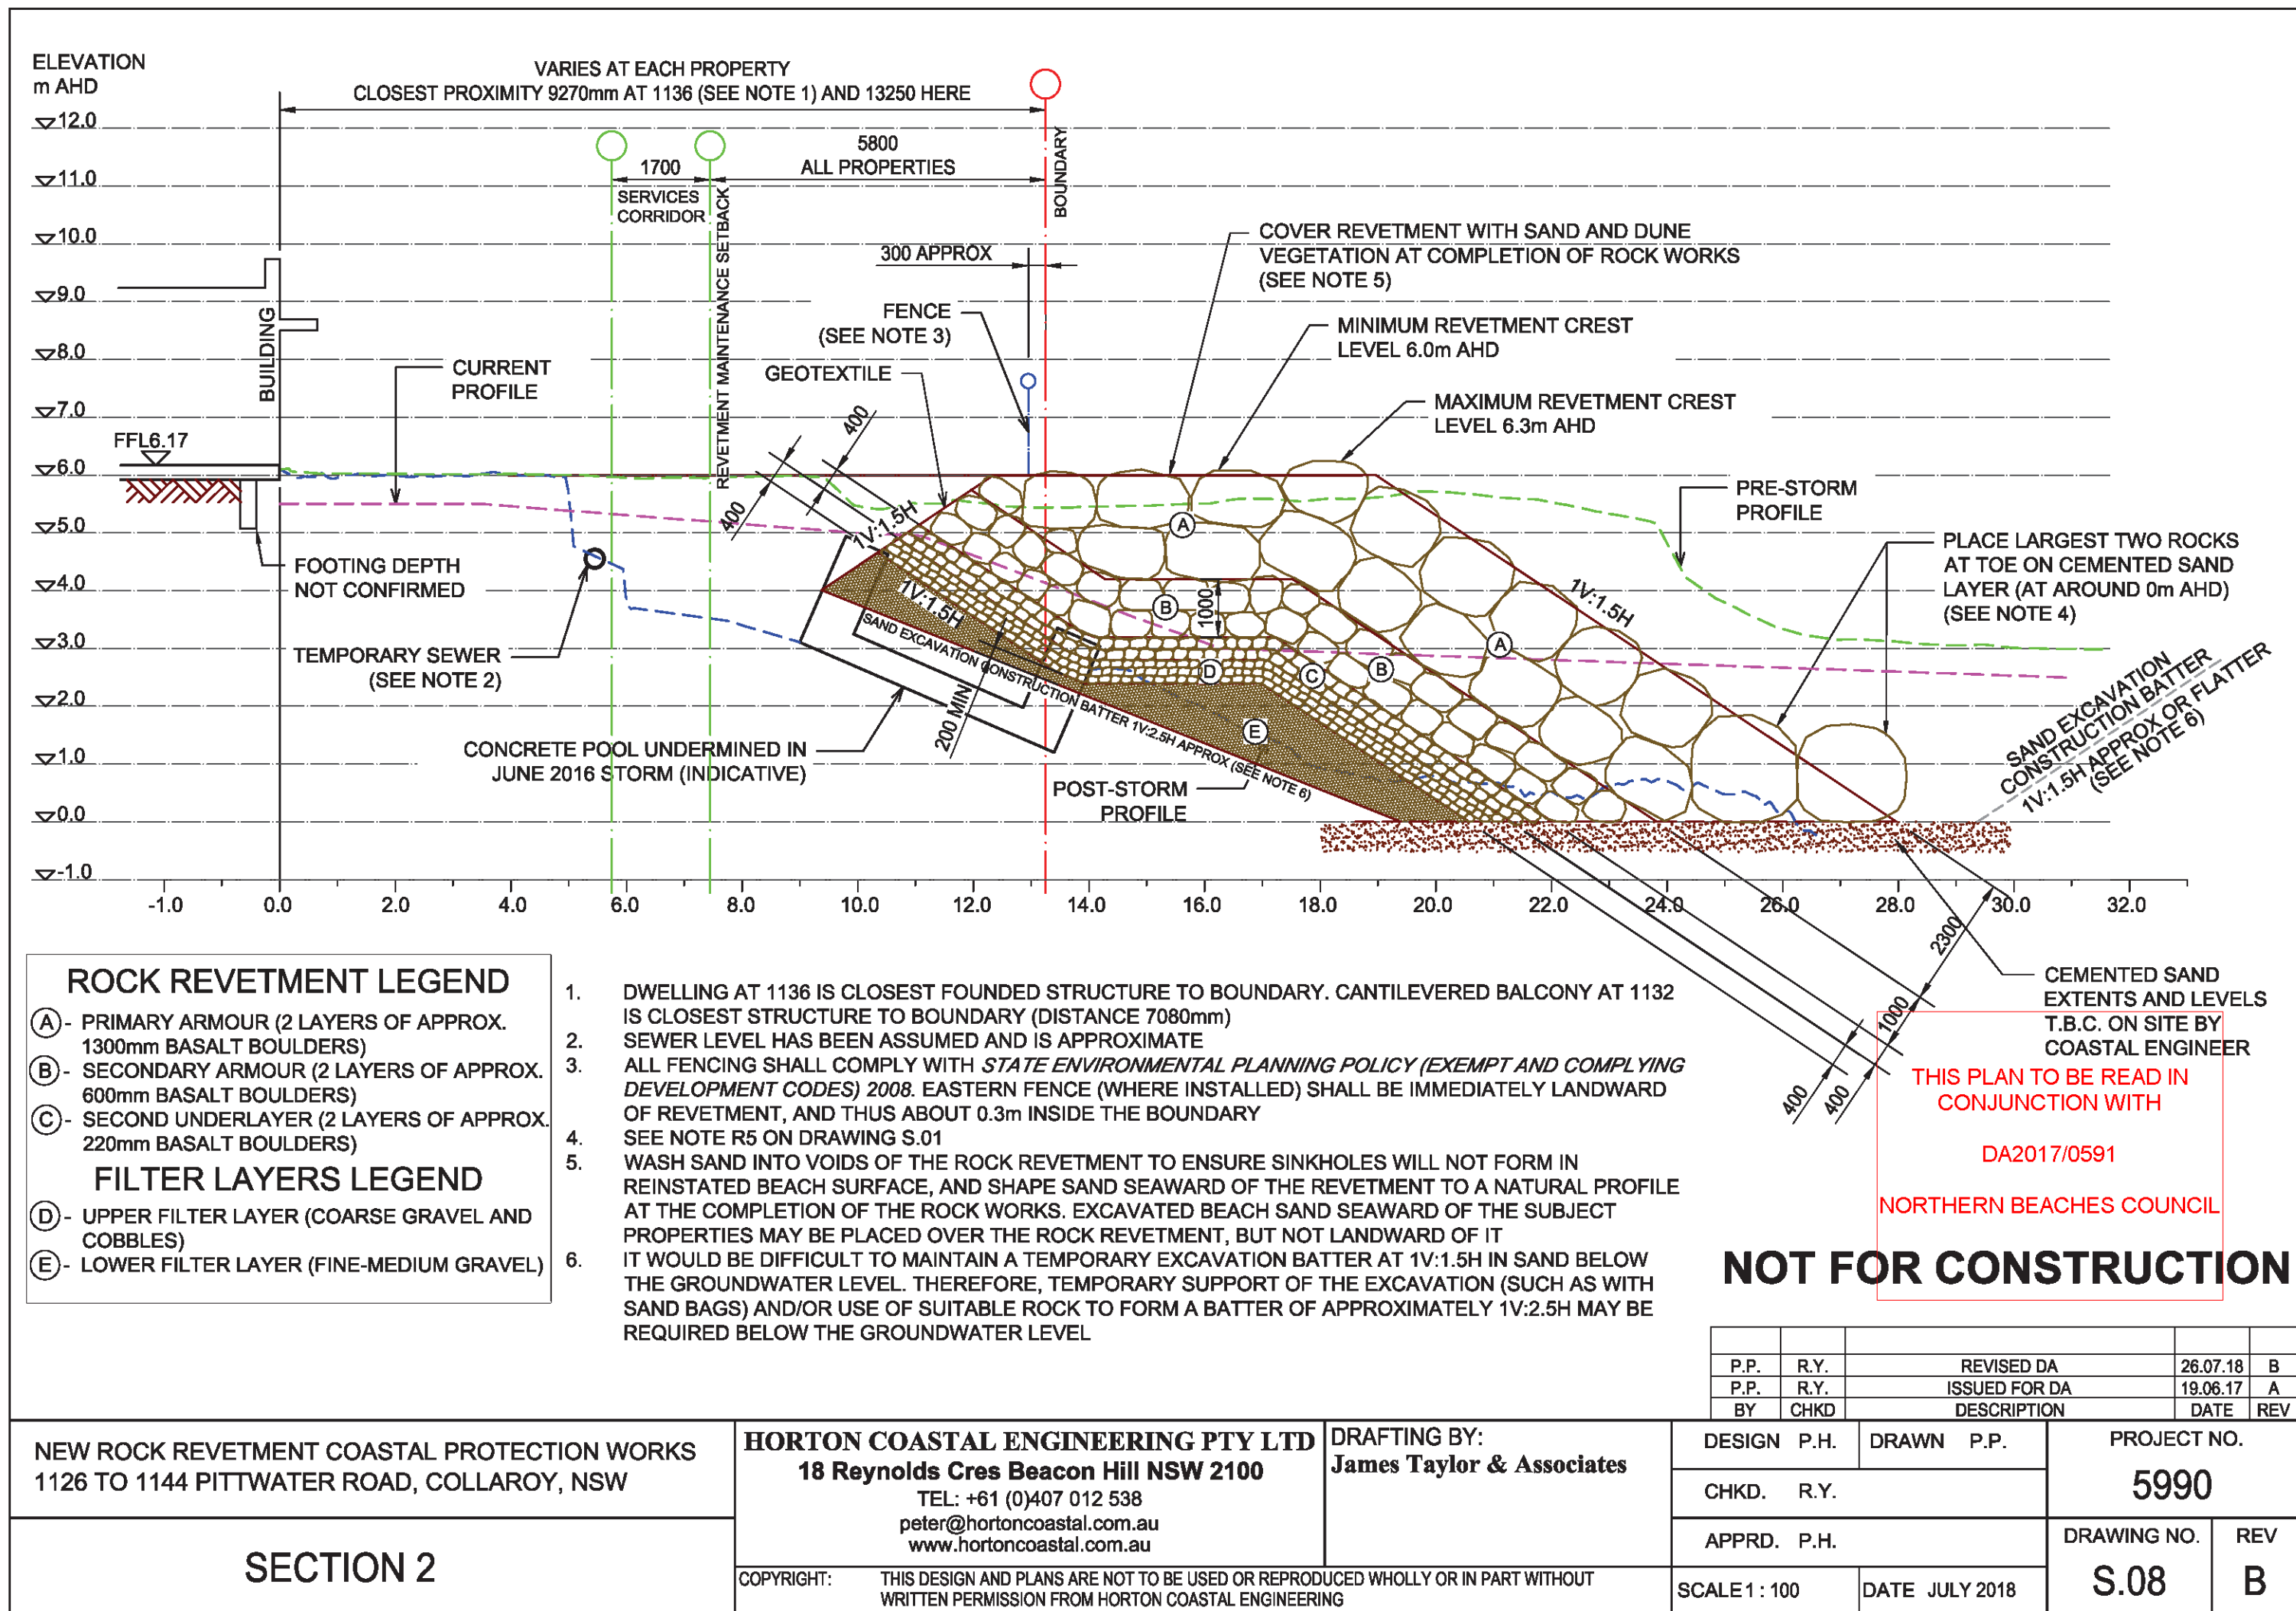 ELEVATION
m AHD
VARIES AT EACH PROPERTY
CLOSEST PROXIMITY 9270mm AT 1136 (SEE NOTE 1) AND 13250 HERE
12.0
11.0
10.0
9.0
8.0
7.0
6.0
5.0
4.0
3.0
2.0
1.0
0.0
-1.0
5800
ALL PROPERTIES
1700
SERVICES
CORRIDOR
REVETMENT MAINTENANCE SETBACK
BOUNDARY
BUILDING
300 APPROX
FENCE
(SEE NOTE 3)
GEOTEXTILE
CURRENT
PROFILE
FFL6.17
COVER REVETMENT WITH SAND AND DUNE
VEGETATION AT COMPLETION OF ROCK WORKS
(SEE NOTE 5)
MINIMUM REVETMENT CREST
LEVEL 6.0m AHD
MAXIMUM REVETMENT CREST
LEVEL 6.3m AHD
PRE-STORM
PROFILE
PLACE LARGEST TWO ROCKS
AT TOE ON CEMENTED SAND
LAYER (AT AROUND 0m AHD)
(SEE NOTE 4)
400
400
1V:1.5H
1V:1.5H
1V:1.5H
A
B
1000
A
B
C
D
E
FOOTING DEPTH
NOT CONFIRMED
TEMPORARY SEWER
(SEE NOTE 2)
CONCRETE POOL UNDERMINED IN
JUNE 2016 STORM (INDICATIVE)
SAND EXCAVATION CONSTRUCTION BATTER 1V:2.5H APPROX (SEE NOTE 6)
200 MIN
POST-STORM
PROFILE
SAND EXCAVATION
CONSTRUCTION BATTER
1V:1.5H APPROX OR FLATTER
(SEE NOTE 6)
-1.0 0.0 2.0 4.0 6.0 8.0 10.0 12.0 14.0 16.0 18.0 20.0 22.0 24.0 26.0 28.0 30.0 32.0
2300
1000
400
400
CEMENTED SAND
EXTENTS AND LEVELS
T.B.C. ON SITE BY
COASTAL ENGINEER
ROCK REVETMENT LEGEND
A - PRIMARY ARMOUR (2 LAYERS OF APPROX.
1300mm BASALT BOULDERS)
B - SECONDARY ARMOUR (2 LAYERS OF APPROX.
600mm BASALT BOULDERS)
C - SECOND UNDERLAYER (2 LAYERS OF APPROX.
220mm BASALT BOULDERS)
FILTER LAYERS LEGEND
D - UPPER FILTER LAYER (COARSE GRAVEL AND
COBBLES)
E - LOWER FILTER LAYER (FINE-MEDIUM GRAVEL)
1. DWELLING AT 1136 IS CLOSEST FOUNDED STRUCTURE TO BOUNDARY. CANTILEVERED BALCONY AT 1132
IS CLOSEST STRUCTURE TO BOUNDARY (DISTANCE 7080mm)
2. SEWER LEVEL HAS BEEN ASSUMED AND IS APPROXIMATE
3. ALL FENCING SHALL COMPLY WITH STATE ENVIRONMENTAL PLANNING POLICY (EXEMPT AND COMPLYING
DEVELOPMENT CODES) 2008. EASTERN FENCE (WHERE INSTALLED) SHALL BE IMMEDIATELY LANDWARD
OF REVETMENT, AND THUS ABOUT 0.3m INSIDE THE BOUNDARY
4. SEE NOTE R5 ON DRAWING S.01
5. WASH SAND INTO VOIDS OF THE ROCK REVETMENT TO ENSURE SINKHOLES WILL NOT FORM IN
REINSTATED BEACH SURFACE, AND SHAPE SAND SEAWARD OF THE REVETMENT TO A NATURAL PROFILE
AT THE COMPLETION OF THE ROCK WORKS. EXCAVATED BEACH SAND SEAWARD OF THE SUBJECT
PROPERTIES MAY BE PLACED OVER THE ROCK REVETMENT, BUT NOT LANDWARD OF IT
6. IT WOULD BE DIFFICULT TO MAINTAIN A TEMPORARY EXCAVATION BATTER AT 1V:1.5H IN SAND BELOW
THE GROUNDWATER LEVEL. THEREFORE, TEMPORARY SUPPORT OF THE EXCAVATION (SUCH AS WITH
SAND BAGS) AND/OR USE OF SUITABLE ROCK TO FORM A BATTER OF APPROXIMATELY 1V:2.5H MAY BE
REQUIRED BELOW THE GROUNDWATER LEVEL
THIS PLAN TO BE READ IN
CONJUNCTION WITH
DA2017/0591
NORTHERN BEACHES COUNCIL
NOT FOR CONSTRUCTION
P.P. R.Y. REVISED DA 26.07.18 B
P.P. R.Y. ISSUED FOR DA 19.06.17 A
BY CHKD DESCRIPTION DATE REV
NEW ROCK REVETMENT COASTAL PROTECTION WORKS
1126 TO 1144 PITTWATER ROAD, COLLAROY, NSW
SECTION 2
HORTON COASTAL ENGINEERING PTY LTD
18 Reynolds Cres Beacon Hill NSW 2100
TEL: +61 (0)407 012 538
peter@hortoncoastal.com.au
www.hortoncoastal.com.au
COPYRIGHT: THIS DESIGN AND PLANS ARE NOT TO BE USED OR REPRODUCED WHOLLY OR IN PART WITHOUT
WRITTEN PERMISSION FROM HORTON COASTAL ENGINEERING
DRAFTING BY:
James Taylor & Associates
DESIGN P.H. DRAWN P.P.
CHKD. R.Y.
APPRD. P.H.
SCALE 1 : 100 DATE JULY 2018
PROJECT NO.
5990
DRAWING NO. REV
S.08 B